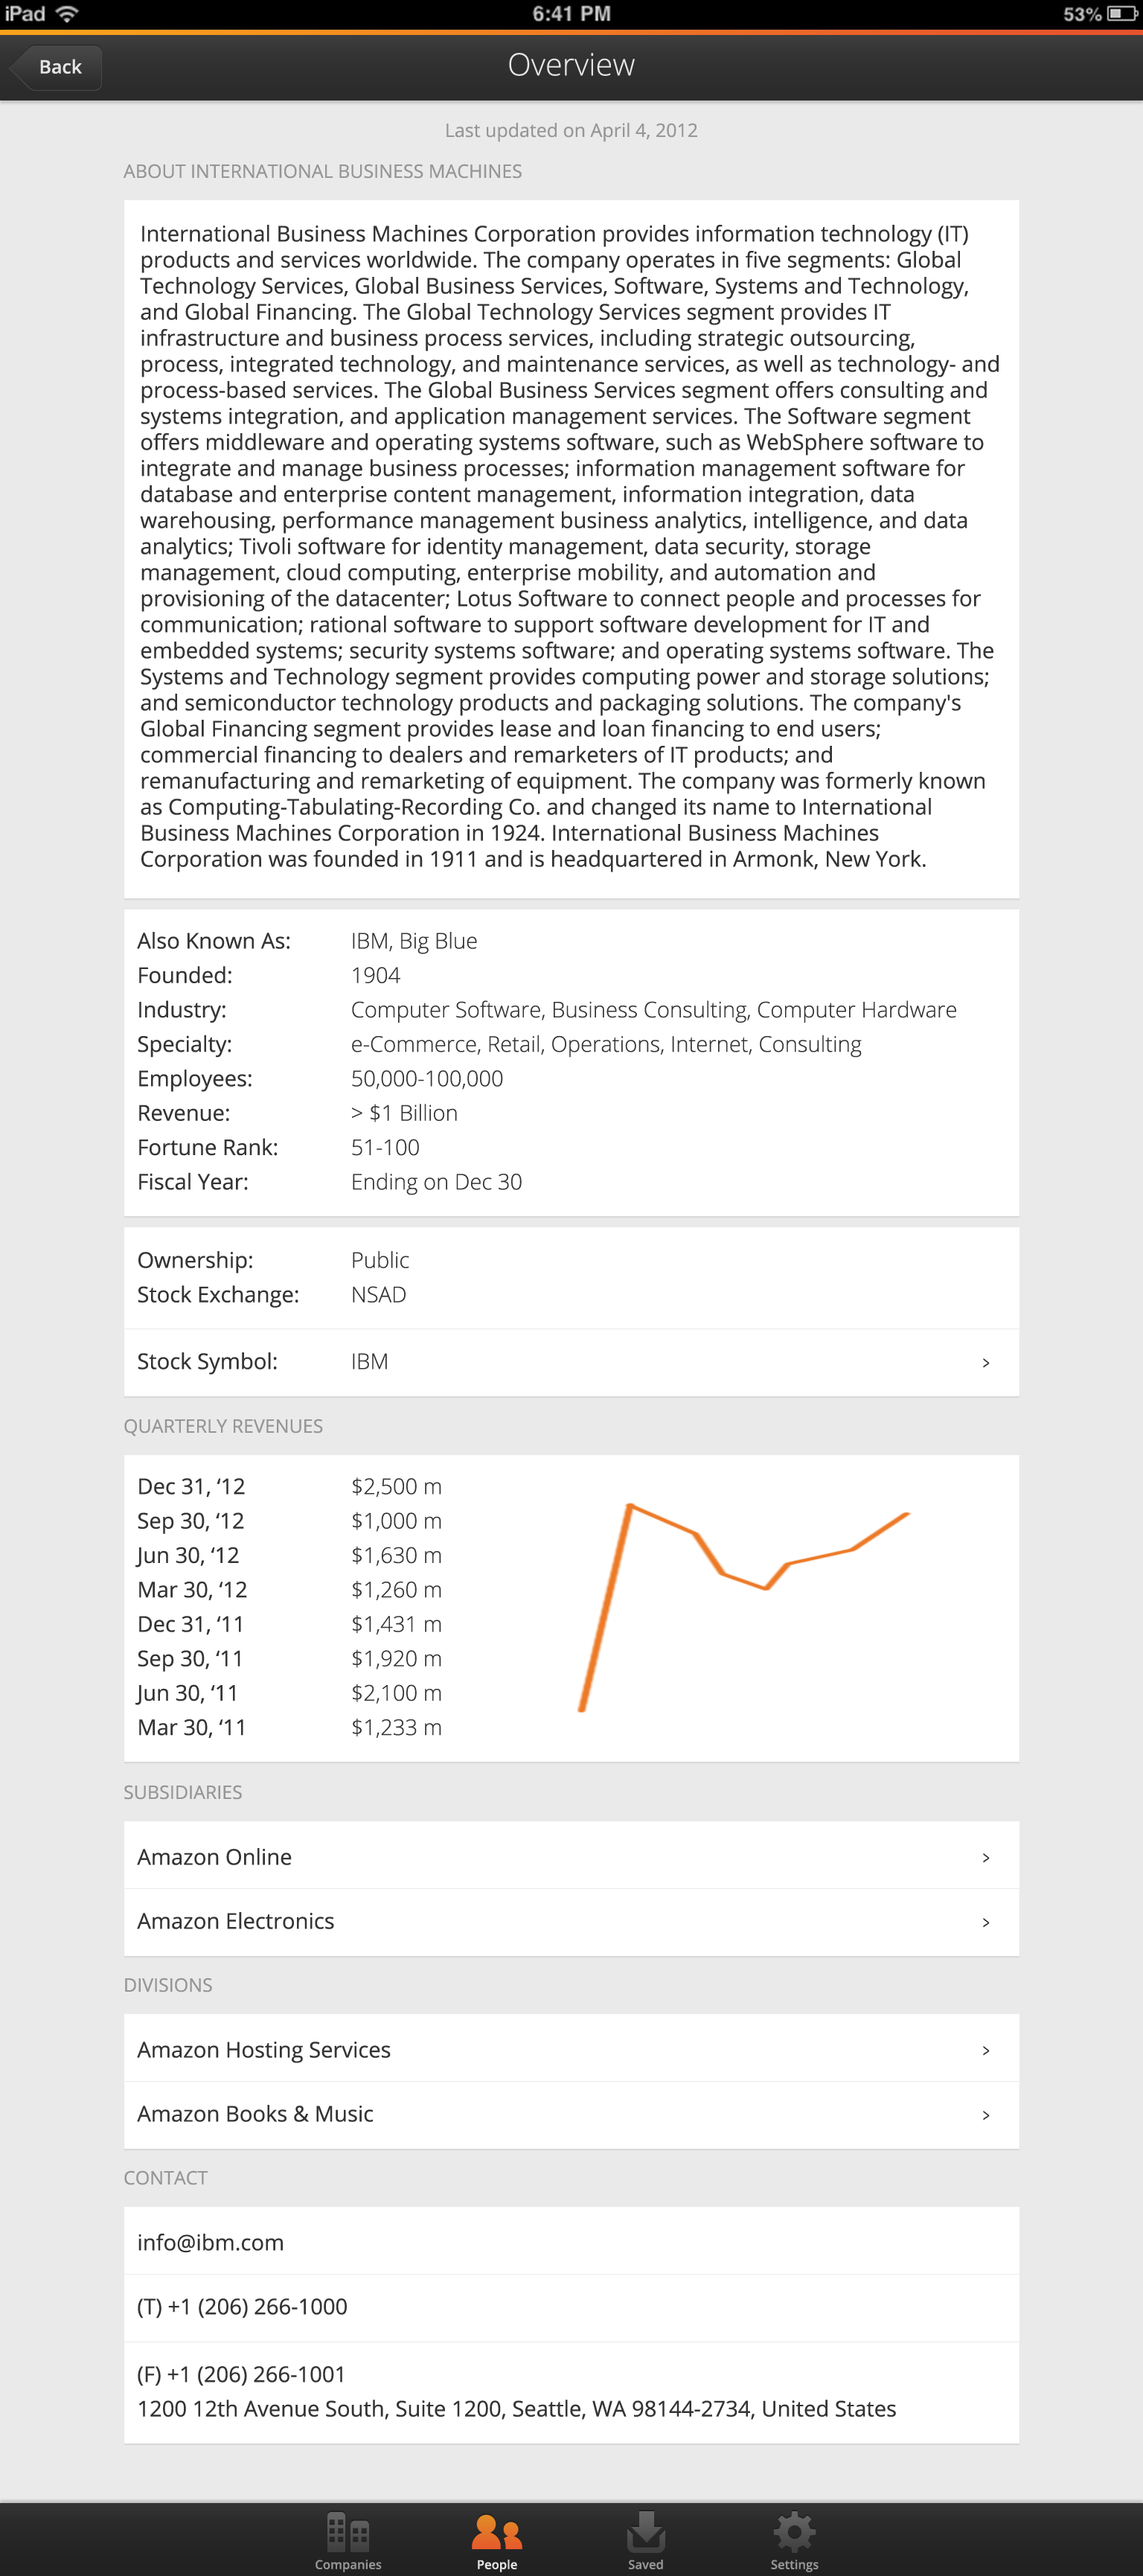 iPad 6:41 PM 53%
Back Overview
Last updated on April 4, 2012
ABOUT INTERNATIONAL BUSINESS MACHINES
International Business Machines Corporation provides information technology (IT)
products and services worldwide. The company operates in five segments: Global
Technology Services, Global Business Services, Software, Systems and Technology,
and Global Financing. The Global Technology Services segment provides IT
infrastructure and business process services, including strategic outsourcing,
process, integrated technology, and maintenance services, as well as technology- and
process-based services. The Global Business Services segment offers consulting and
systems integration, and application management services. The Software segment
offers middleware and operating systems software, such as WebSphere software to
integrate and manage business processes; information management software for
database and enterprise content management, information integration, data
warehousing, performance management business analytics, intelligence, and data
analytics; Tivoli software for identity management, data security, storage
management, cloud computing, enterprise mobility, and automation and
provisioning of the datacenter; Lotus Software to connect people and processes for
communication; rational software to support software development for IT and
embedded systems; security systems software; and operating systems software. The
Systems and Technology segment provides computing power and storage solutions;
and semiconductor technology products and packaging solutions. The company's
Global Financing segment provides lease and loan financing to end users;
commercial financing to dealers and remarketers of IT products; and
remanufacturing and remarketing of equipment. The company was formerly known
as Computing-Tabulating-Recording Co. and changed its name to International
Business Machines Corporation in 1924. International Business Machines
Corporation was founded in 1911 and is headquartered in Armonk, New York.
Also Known As: IBM, Big Blue
Founded: 1904
Industry: Computer Software, Business Consulting, Computer Hardware
Specialty: e-Commerce, Retail, Operations, Internet, Consulting
Employees: 50,000-100,000
Revenue: > $1 Billion
Fortune Rank: 51-100
Fiscal Year: Ending on Dec 30
Ownership: Public
Stock Exchange: NSAD
Stock Symbol: IBM
QUARTERLY REVENUES
Dec 31, ‘12 $2,500 m
Sep 30, ‘12 $1,000 m
Jun 30, ‘12 $1,630 m
Mar 30, ‘12 $1,260 m
Dec 31, ‘11 $1,431 m
Sep 30, ‘11 $1,920 m
Jun 30, ‘11 $2,100 m
Mar 30, ‘11 $1,233 m
SUBSIDIARIES
Amazon Online
Amazon Electronics
DIVISIONS
Amazon Hosting Services
Amazon Books & Music
CONTACT
info@ibm.com
(T) +1 (206) 266-1000
(F) +1 (206) 266-1001
1200 12th Avenue South, Suite 1200, Seattle, WA 98144-2734, United States
Companies People Saved Settings